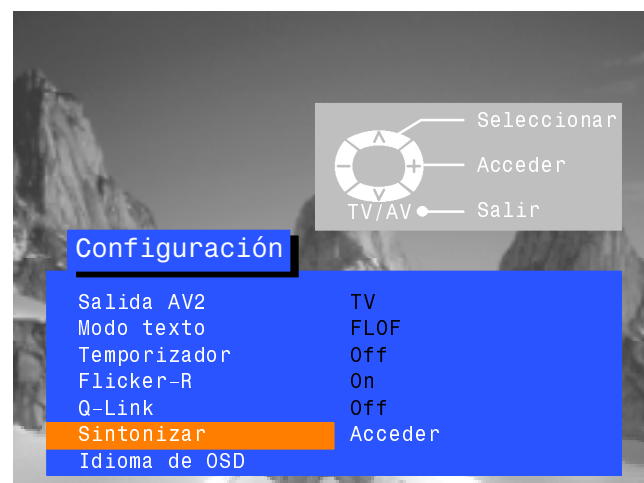 Seleccionar
Acceder
TV/AV Salir
Configuración
Salida AV2 TV
Modo texto FLOF
Temporizador Off
Flicker-R On
Q-Link Off
Sintonizar Acceder
Idioma de OSD